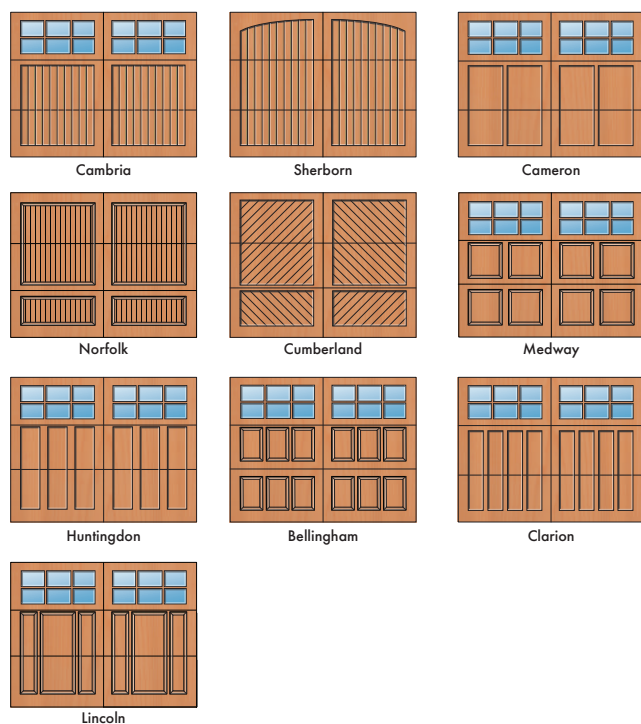 Cambria
Sherborn
Cameron
Norfolk
Cumberland
Medway
Huntingdon
Bellingham
Clarion
Lincoln